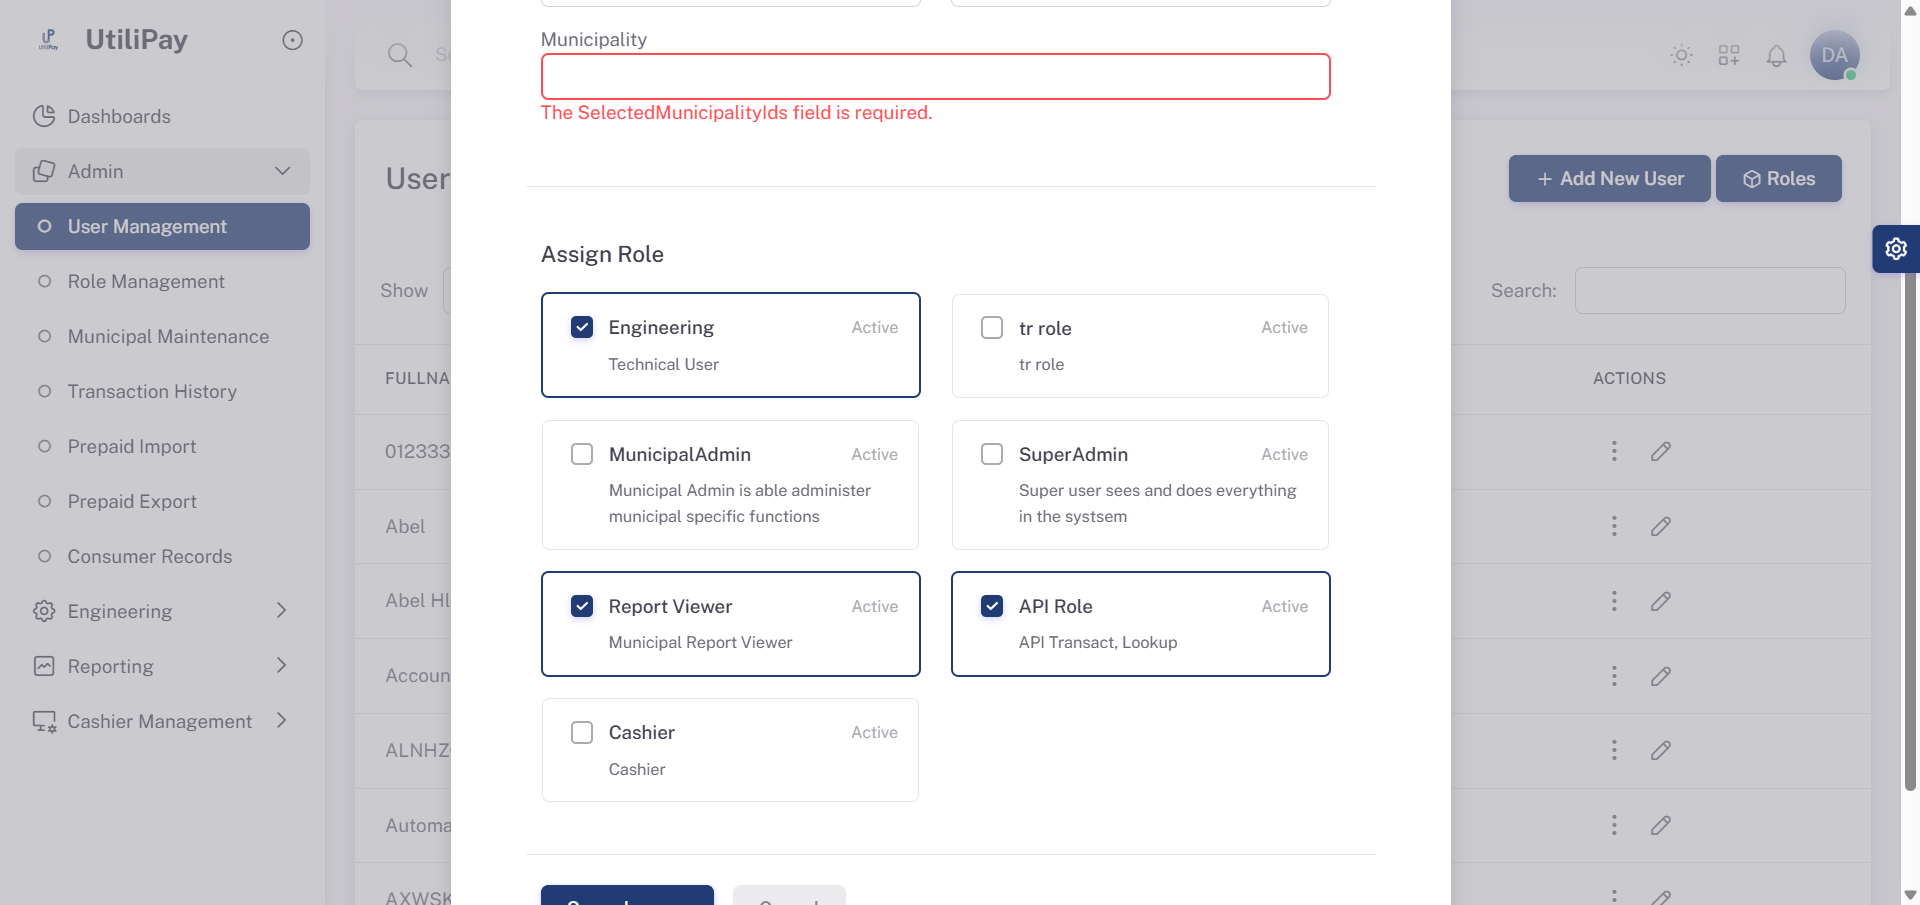 UP
UtiliPay
UtiliPay
Dashboards
Admin
User Management
Role Management
Municipal Maintenance
Transaction History
Prepaid Import
Prepaid Export
Consumer Records
Engineering
Reporting
Cashier Management
DA
User
+ Add New User
Roles
Show
Search:
FULLNA
ACTIONS
012333
Abel
Abel Hl
Accoun
ALNHZ
Automa
AXWSK
Municipality
The SelectedMunicipalityIds field is required.
Assign Role
Engineering
Active
Technical User
tr role
Active
tr role
MunicipalAdmin
Active
Municipal Admin is able administer
municipal specific functions
SuperAdmin
Active
Super user sees and does everything
in the systsem
Report Viewer
Active
Municipal Report Viewer
API Role
Active
API Transact, Lookup
Cashier
Active
Cashier